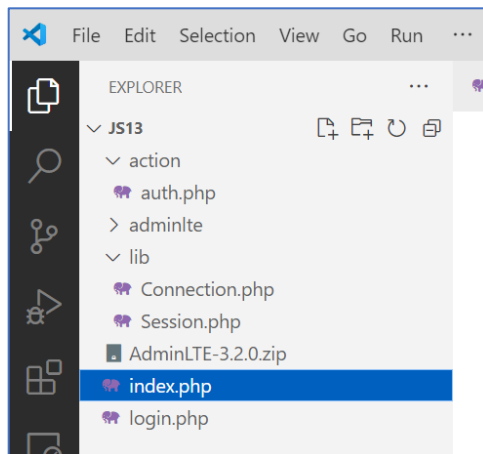 File Edit Selection View Go Run ···
EXPLORER ···
JS13
action
auth.php
adminlte
lib
Connection.php
Session.php
AdminLTE-3.2.0.zip
index.php
login.php